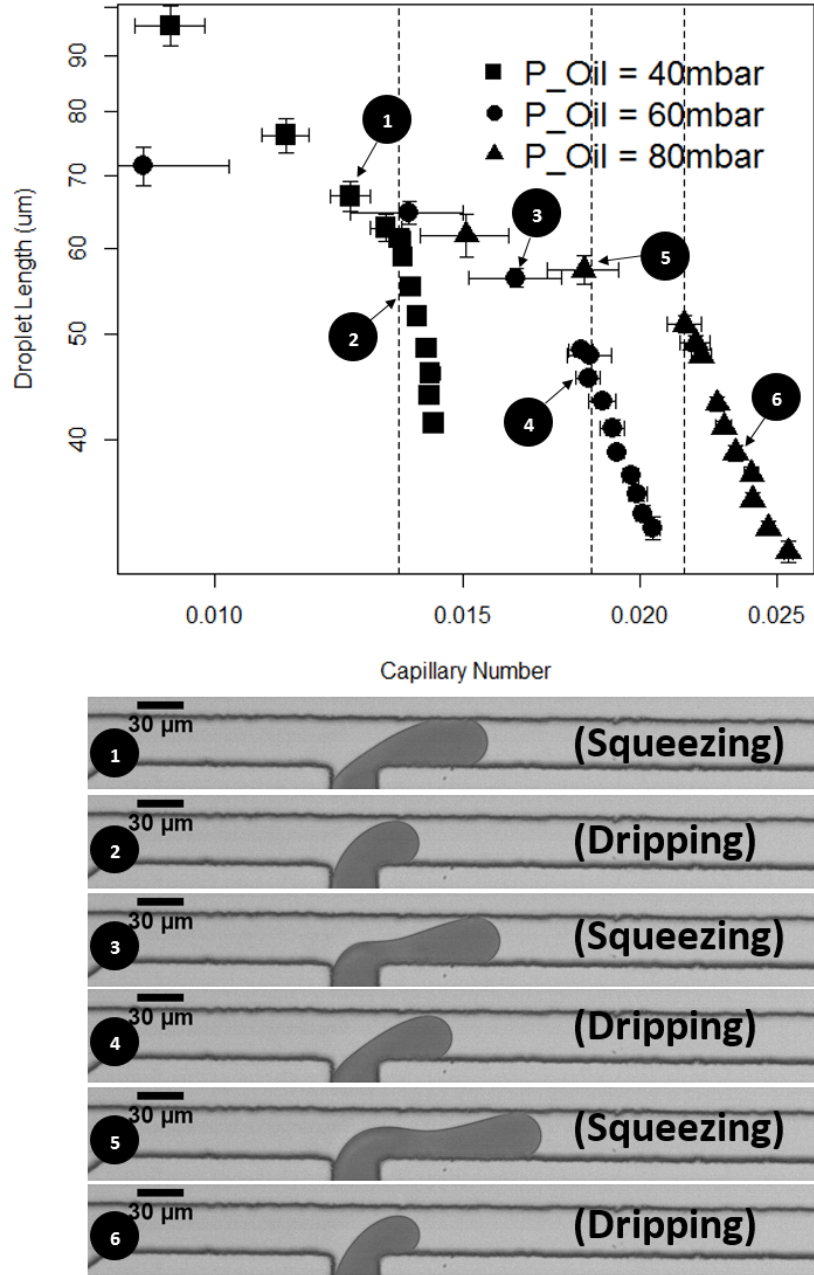 90
80
70
60
50
40
Droplet Length (um)
P_Oil = 40mbar
P_Oil = 60mbar
P_Oil = 80mbar
1
3
5
2
6
4
0.010 0.015 0.020 0.025
Capillary Number
30 µm
1 (Squeezing)
30 µm
2 (Dripping)
30 µm
3 (Squeezing)
30 µm
4 (Dripping)
30 µm
5 (Squeezing)
30 µm
6 (Dripping)